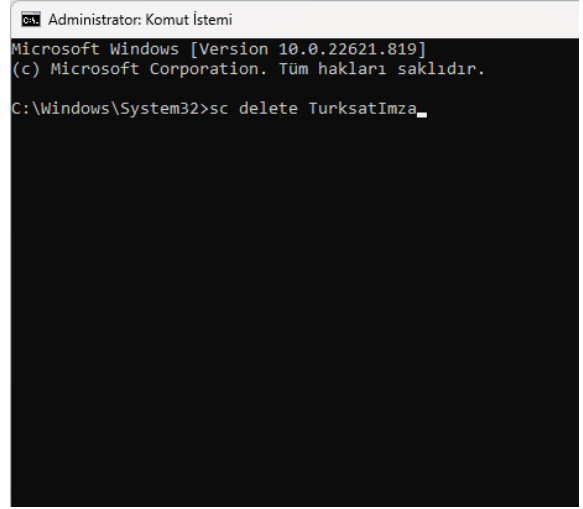 Administrator: Komut İstemi
Microsoft Windows [Version 10.0.22621.819]
(c) Microsoft Corporation. Tüm hakları saklıdır.
C:\Windows\System32>sc delete TurksatImza